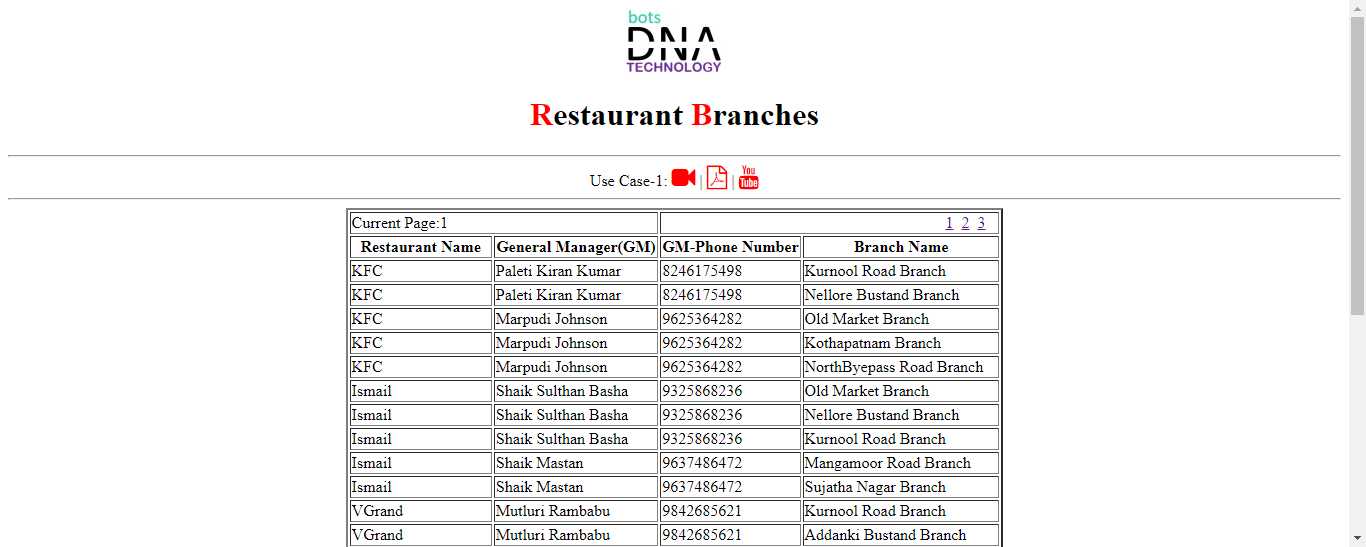 bots
DNA
TECHNOLOGY
Restaurant Branches
Use Case-1: | | You Tube
Current Page:1 1 2 3
Restaurant Name General Manager(GM) GM-Phone Number Branch Name
KFC Paleti Kiran Kumar 8246175498 Kurnool Road Branch
KFC Paleti Kiran Kumar 8246175498 Nellore Bustand Branch
KFC Marpudi Johnson 9625364282 Old Market Branch
KFC Marpudi Johnson 9625364282 Kothapatnam Branch
KFC Marpudi Johnson 9625364282 NorthByepass Road Branch
Ismail Shaik Sulthan Basha 9325868236 Old Market Branch
Ismail Shaik Sulthan Basha 9325868236 Nellore Bustand Branch
Ismail Shaik Sulthan Basha 9325868236 Kurnool Road Branch
Ismail Shaik Mastan 9637486472 Mangamoor Road Branch
Ismail Shaik Mastan 9637486472 Sujatha Nagar Branch
VGrand Mutluri Rambabu 9842685621 Kurnool Road Branch
VGrand Mutluri Rambabu 9842685621 Addanki Bustand Branch